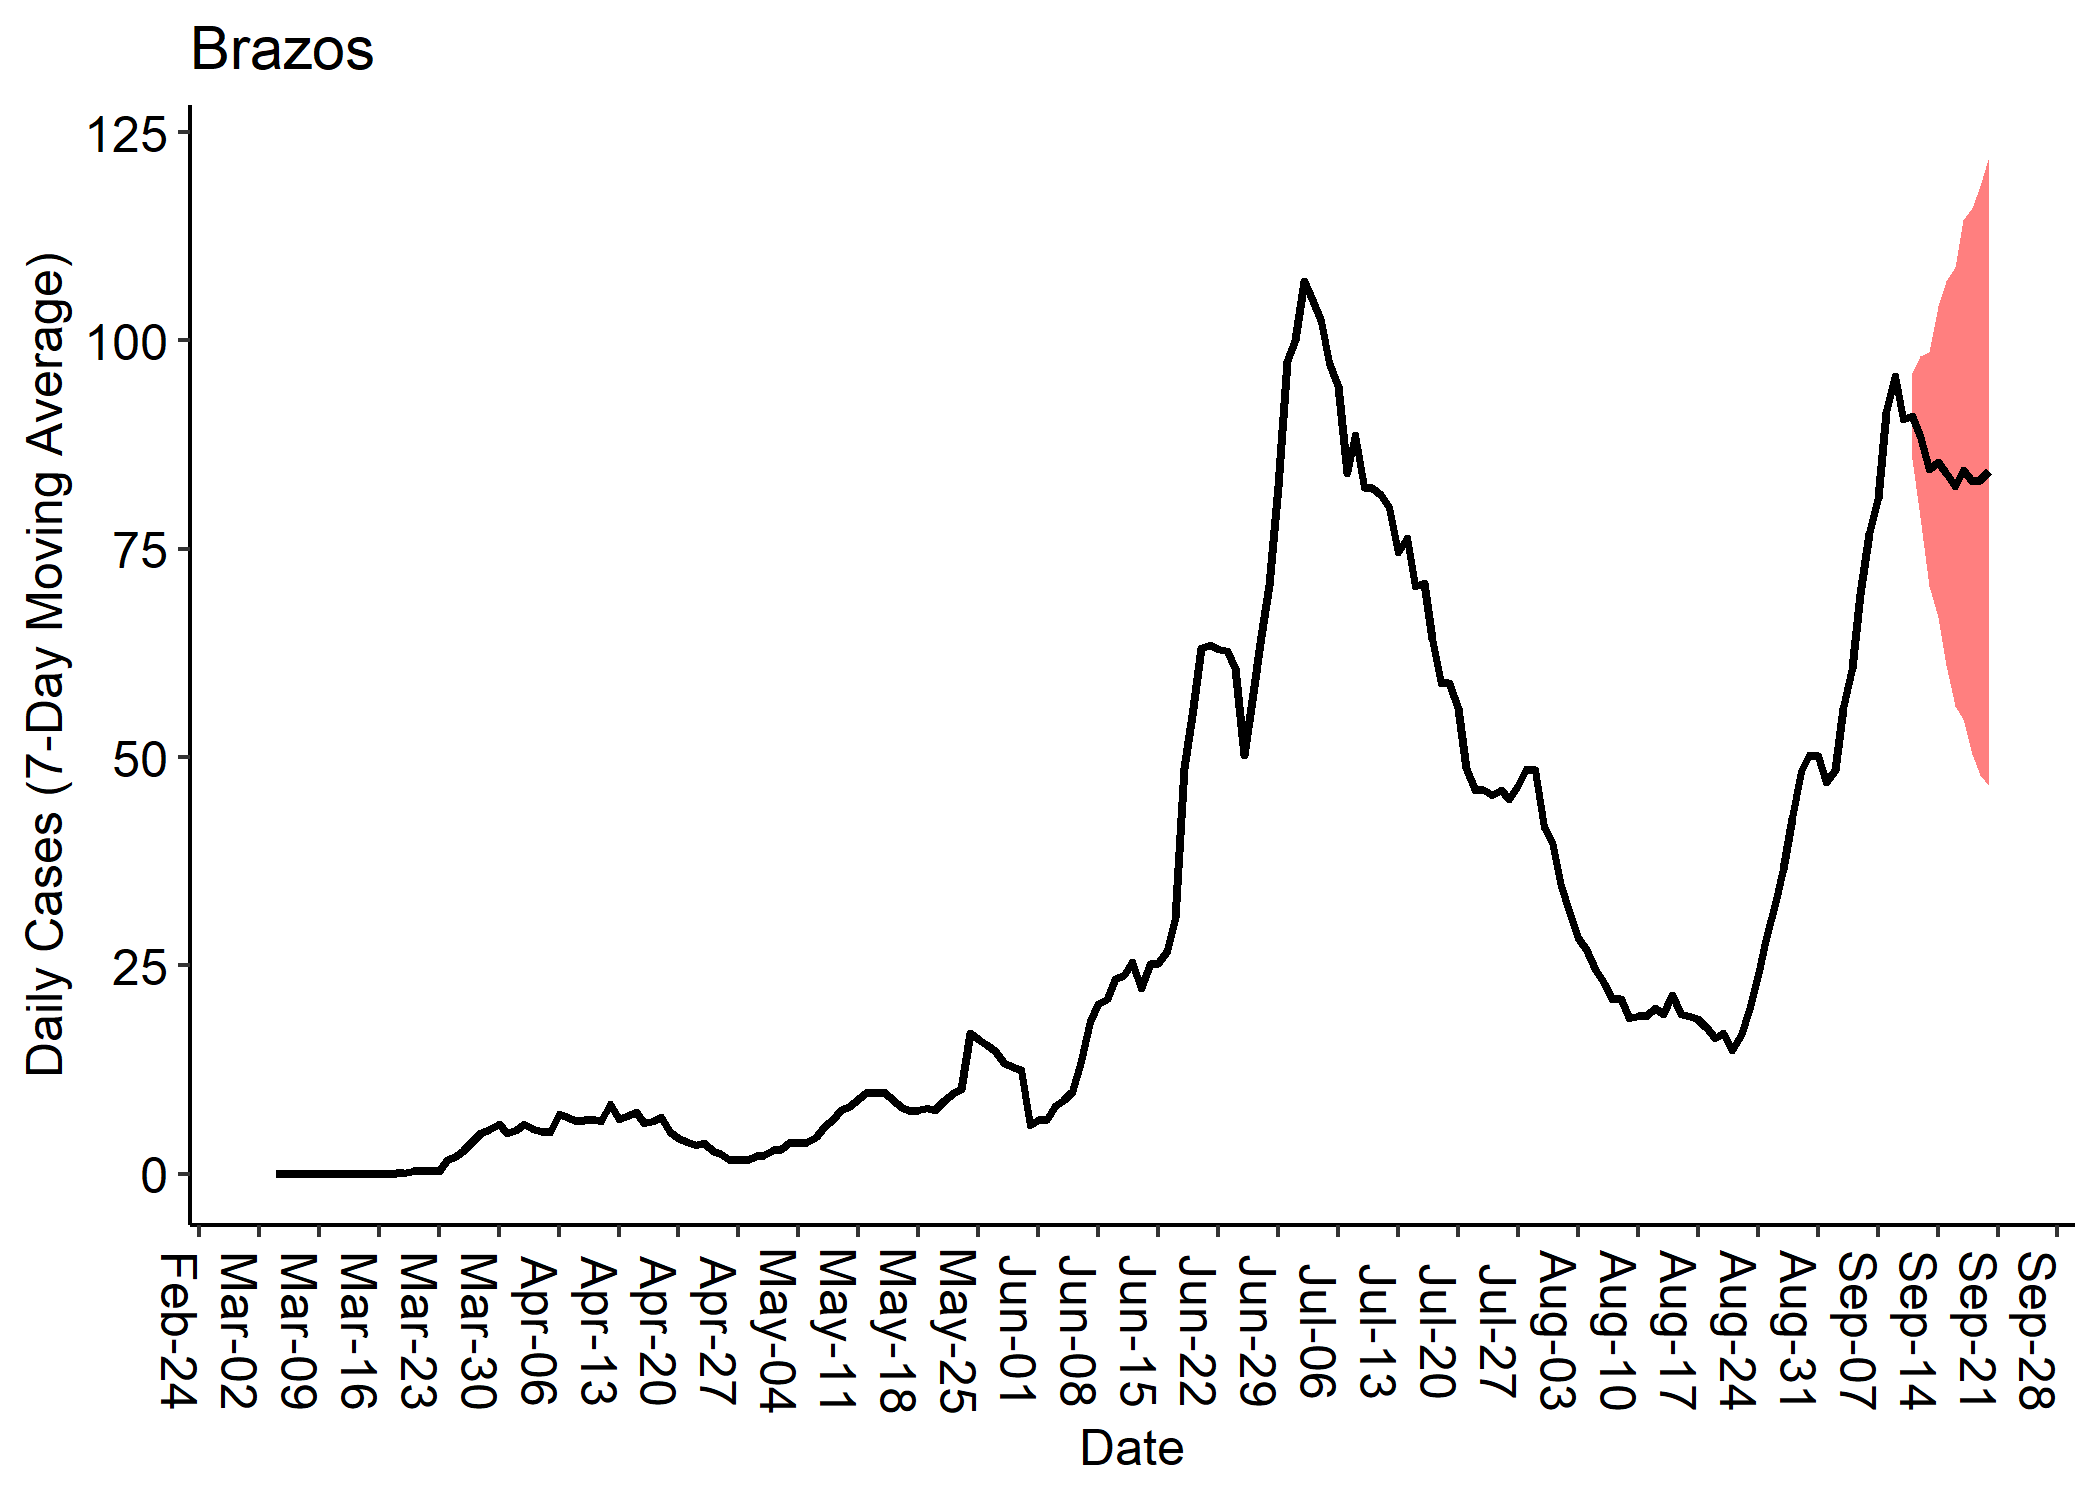 Brazos
Daily Cases (7-Day Moving Average)
125
100
75
50
25
0
Feb-24
Mar-02
Mar-09
Mar-16
Mar-23
Mar-30
Apr-06
Apr-13
Apr-20
Apr-27
May-04
May-11
May-18
May-25
Jun-01
Jun-08
Jun-15
Jun-22
Jun-29
Jul-06
Jul-13
Jul-20
Jul-27
Aug-03
Aug-10
Aug-17
Aug-24
Aug-31
Sep-07
Sep-14
Sep-21
Sep-28
Date